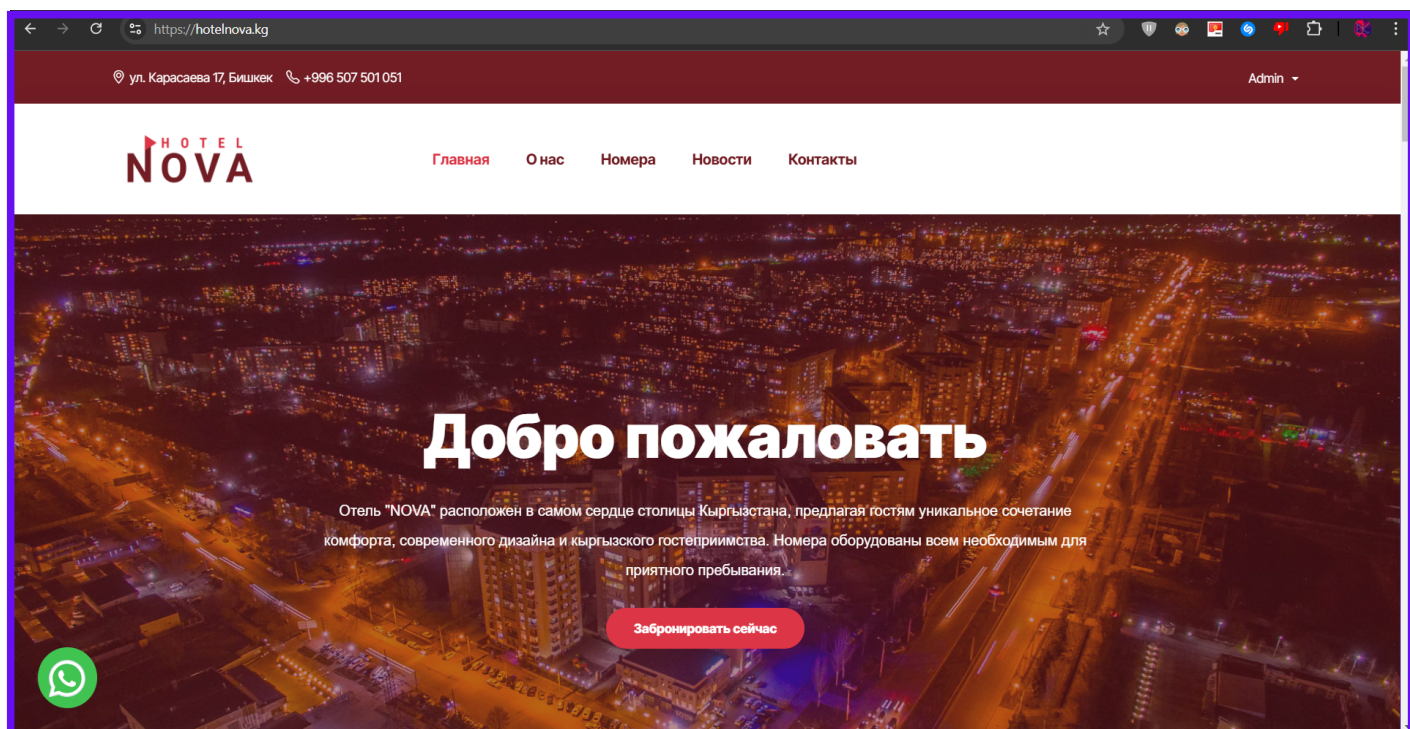 https://hotelnova.kg
ул. Карасаева 17, Бишкек +996 507 501 051 Admin
HOTEL
NOVA
Главная О нас Номера Новости Контакты
Добро пожаловать
Отель "NOVA" расположен в самом сердце столицы Кыргызстана, предлагая гостям уникальное сочетание
комфорта, современного дизайна и кыргызского гостеприимства. Номера оборудованы всем необходимым для
приятного пребывания.
Забронировать сейчас